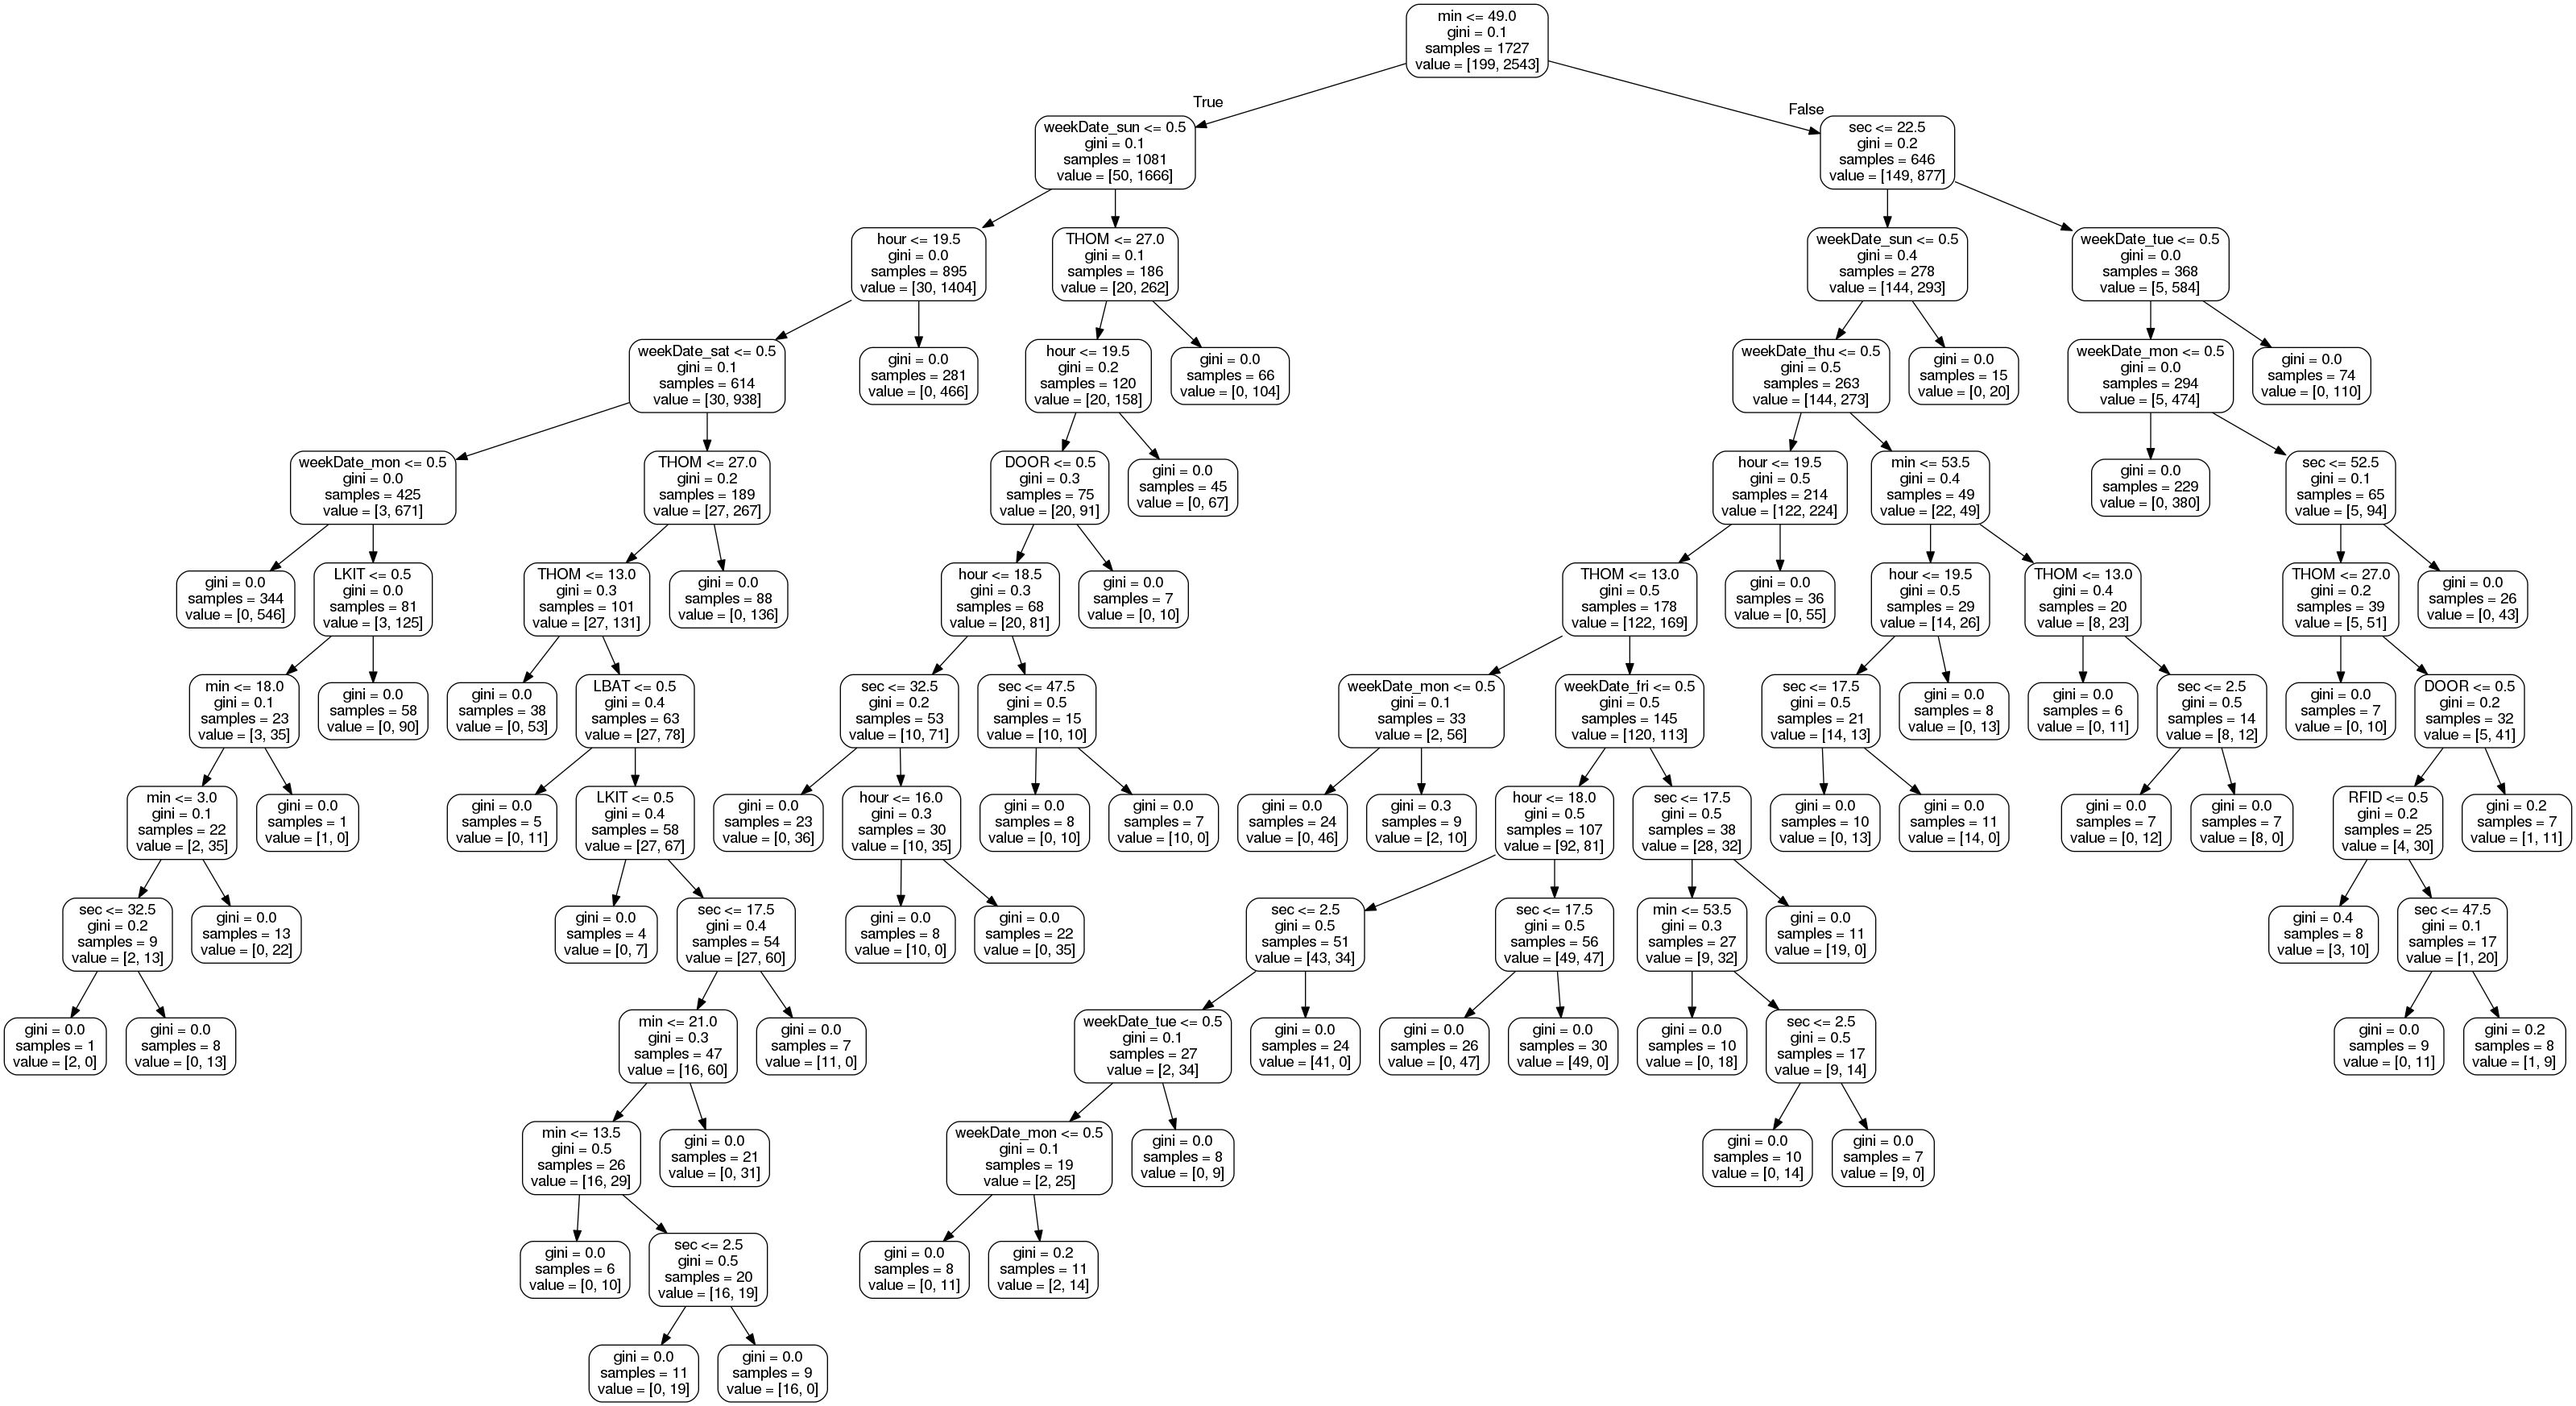 min <= 49.0
gini = 0.1
samples = 1727
value = [199, 2543]
True
False
weekDate_sun <= 0.5
gini = 0.1
samples = 1081
value = [50, 1666]
sec <= 22.5
gini = 0.2
samples = 646
value = [149, 877]
hour <= 19.5
gini = 0.0
samples = 895
value = [30, 1404]
THOM <= 27.0
gini = 0.1
samples = 186
value = [20, 262]
weekDate_sun <= 0.5
gini = 0.4
samples = 278
value = [144, 293]
weekDate_tue <= 0.5
gini = 0.0
samples = 368
value = [5, 584]
weekDate_sat <= 0.5
gini = 0.1
samples = 614
value = [30, 938]
gini = 0.0
samples = 281
value = [0, 466]
hour <= 19.5
gini = 0.2
samples = 120
value = [20, 158]
gini = 0.0
samples = 66
value = [0, 104]
weekDate_thu <= 0.5
gini = 0.5
samples = 263
value = [144, 273]
gini = 0.0
samples = 15
value = [0, 20]
weekDate_mon <= 0.5
gini = 0.0
samples = 294
value = [5, 474]
gini = 0.0
samples = 74
value = [0, 110]
weekDate_mon <= 0.5
gini = 0.0
samples = 425
value = [3, 671]
THOM <= 27.0
gini = 0.2
samples = 189
value = [27, 267]
DOOR <= 0.5
gini = 0.3
samples = 75
value = [20, 91]
gini = 0.0
samples = 45
value = [0, 67]
hour <= 19.5
gini = 0.5
samples = 214
value = [122, 224]
min <= 53.5
gini = 0.4
samples = 49
value = [22, 49]
gini = 0.0
samples = 229
value = [0, 380]
sec <= 52.5
gini = 0.1
samples = 65
value = [5, 94]
gini = 0.0
samples = 344
value = [0, 546]
LKIT <= 0.5
gini = 0.0
samples = 81
value = [3, 125]
THOM <= 13.0
gini = 0.3
samples = 101
value = [27, 131]
gini = 0.0
samples = 88
value = [0, 136]
hour <= 18.5
gini = 0.3
samples = 68
value = [20, 81]
gini = 0.0
samples = 7
value = [0, 10]
THOM <= 13.0
gini = 0.5
samples = 178
value = [122, 169]
gini = 0.0
samples = 36
value = [0, 55]
hour <= 19.5
gini = 0.5
samples = 29
value = [14, 26]
THOM <= 13.0
gini = 0.4
samples = 20
value = [8, 23]
THOM <= 27.0
gini = 0.2
samples = 39
value = [5, 51]
gini = 0.0
samples = 26
value = [0, 43]
min <= 18.0
gini = 0.1
samples = 23
value = [3, 35]
gini = 0.0
samples = 58
value = [0, 90]
gini = 0.0
samples = 38
value = [0, 53]
LBAT <= 0.5
gini = 0.4
samples = 63
value = [27, 78]
sec <= 32.5
gini = 0.2
samples = 53
value = [10, 71]
sec <= 47.5
gini = 0.5
samples = 15
value = [10, 10]
weekDate_mon <= 0.5
gini = 0.1
samples = 33
value = [2, 56]
weekDate_fri <= 0.5
gini = 0.5
samples = 145
value = [120, 113]
sec <= 17.5
gini = 0.5
samples = 21
value = [14, 13]
gini = 0.0
samples = 8
value = [0, 13]
gini = 0.0
samples = 6
value = [0, 11]
sec <= 2.5
gini = 0.5
samples = 14
value = [8, 12]
gini = 0.0
samples = 7
value = [0, 10]
DOOR <= 0.5
gini = 0.2
samples = 32
value = [5, 41]
min <= 3.0
gini = 0.1
samples = 22
value = [2, 35]
gini = 0.0
samples = 1
value = [1, 0]
gini = 0.0
samples = 5
value = [0, 11]
LKIT <= 0.5
gini = 0.4
samples = 58
value = [27, 67]
gini = 0.0
samples = 23
value = [0, 36]
hour <= 16.0
gini = 0.3
samples = 30
value = [10, 35]
gini = 0.0
samples = 8
value = [0, 10]
gini = 0.0
samples = 7
value = [10, 0]
gini = 0.0
samples = 24
value = [0, 46]
gini = 0.3
samples = 9
value = [2, 10]
hour <= 18.0
gini = 0.5
samples = 107
value = [92, 81]
sec <= 17.5
gini = 0.5
samples = 38
value = [28, 32]
gini = 0.0
samples = 10
value = [0, 13]
gini = 0.0
samples = 11
value = [14, 0]
gini = 0.0
samples = 7
value = [0, 12]
gini = 0.0
samples = 7
value = [8, 0]
RFID <= 0.5
gini = 0.2
samples = 25
value = [4, 30]
gini = 0.2
samples = 7
value = [1, 11]
sec <= 32.5
gini = 0.2
samples = 9
value = [2, 13]
gini = 0.0
samples = 13
value = [0, 22]
gini = 0.0
samples = 4
value = [0, 7]
sec <= 17.5
gini = 0.4
samples = 54
value = [27, 60]
gini = 0.0
samples = 8
value = [10, 0]
gini = 0.0
samples = 22
value = [0, 35]
sec <= 2.5
gini = 0.5
samples = 51
value = [43, 34]
sec <= 17.5
gini = 0.5
samples = 56
value = [49, 47]
min <= 53.5
gini = 0.3
samples = 27
value = [9, 32]
gini = 0.0
samples = 11
value = [19, 0]
gini = 0.4
samples = 8
value = [3, 10]
sec <= 47.5
gini = 0.1
samples = 17
value = [1, 20]
gini = 0.0
samples = 1
value = [2, 0]
gini = 0.0
samples = 8
value = [0, 13]
min <= 21.0
gini = 0.3
samples = 47
value = [16, 60]
gini = 0.0
samples = 7
value = [11, 0]
weekDate_tue <= 0.5
gini = 0.1
samples = 27
value = [2, 34]
gini = 0.0
samples = 24
value = [41, 0]
gini = 0.0
samples = 26
value = [0, 47]
gini = 0.0
samples = 30
value = [49, 0]
gini = 0.0
samples = 10
value = [0, 18]
sec <= 2.5
gini = 0.5
samples = 17
value = [9, 14]
gini = 0.0
samples = 9
value = [0, 11]
gini = 0.2
samples = 8
value = [1, 9]
min <= 13.5
gini = 0.5
samples = 26
value = [16, 29]
gini = 0.0
samples = 21
value = [0, 31]
weekDate_mon <= 0.5
gini = 0.1
samples = 19
value = [2, 25]
gini = 0.0
samples = 8
value = [0, 9]
gini = 0.0
samples = 10
value = [0, 14]
gini = 0.0
samples = 7
value = [9, 0]
gini = 0.0
samples = 6
value = [0, 10]
sec <= 2.5
gini = 0.5
samples = 20
value = [16, 19]
gini = 0.0
samples = 8
value = [0, 11]
gini = 0.2
samples = 11
value = [2, 14]
gini = 0.0
samples = 11
value = [0, 19]
gini = 0.0
samples = 9
value = [16, 0]